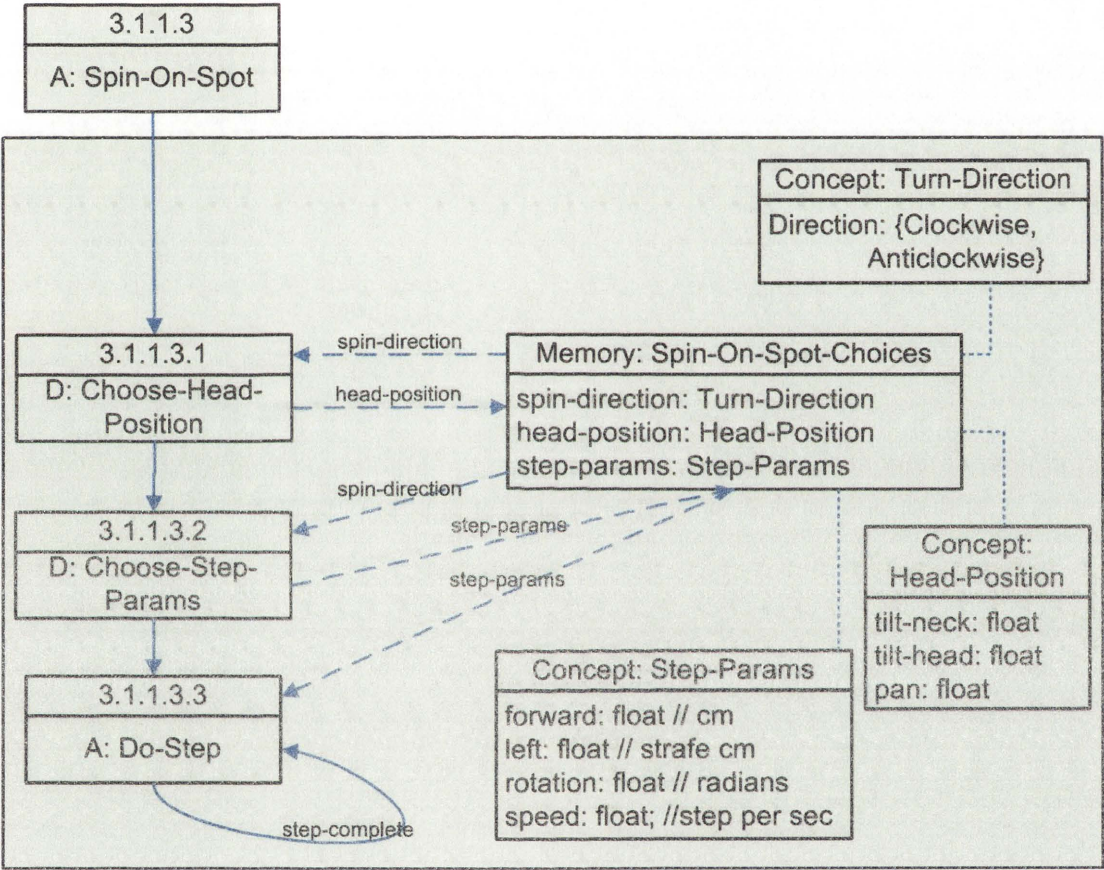 3.1.1.3
A: Spin-On-Spot
Concept: Turn-Direction
Direction: {Clockwise,
Anticlockwise}
3.1.1.3.1
D: Choose-Head-
Position
spin-direction
head-position
Memory: Spin-On-Spot-Choices
spin-direction: Turn-Direction
head-position: Head-Position
step-params: Step-Params
spin-direction
step-params
step-params
3.1.1.3.2
D: Choose-Step-
Params
Concept:
Head-Position
tilt-neck: float
tilt-head: float
pan: float
3.1.1.3.3
A: Do-Step
step-complete
Concept: Step-Params
forward: float // cm
left: float // strafe cm
rotation: float // radians
speed: float; //step per sec